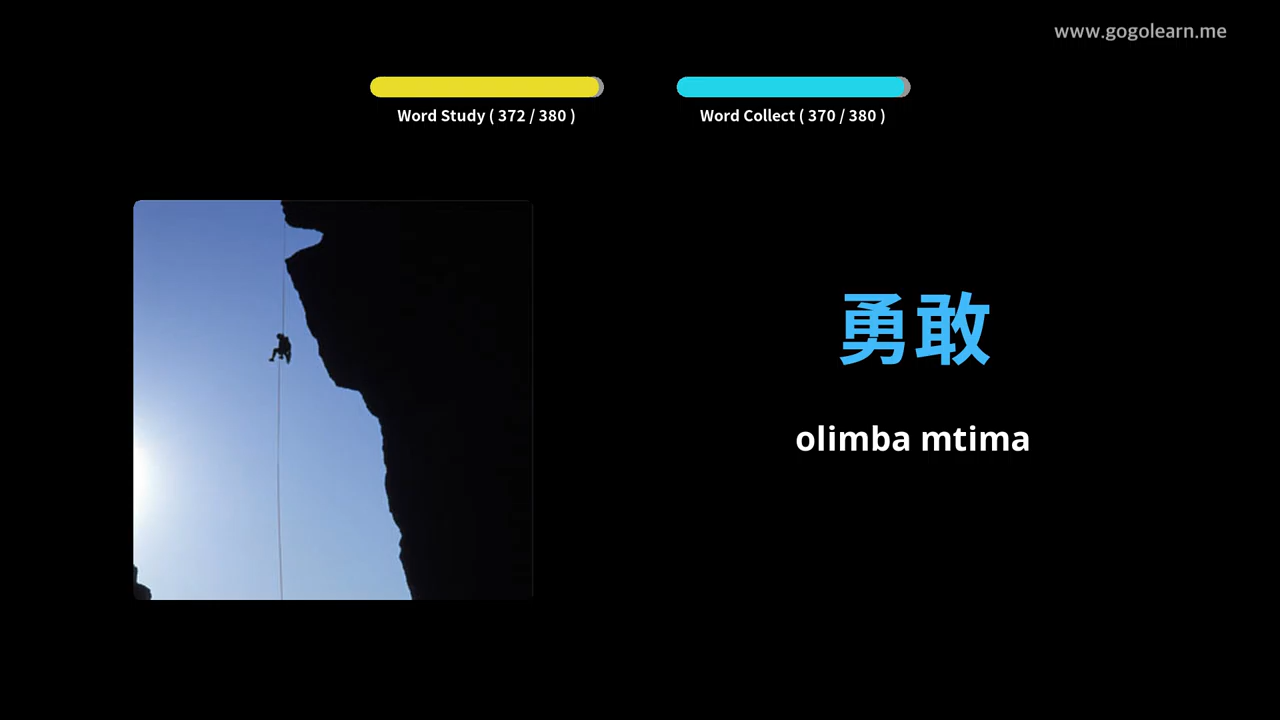 www.gogolearn.me
Word Study ( 372 / 380 )
Word Collect ( 370 / 380 )
勇敢
olimba mtima